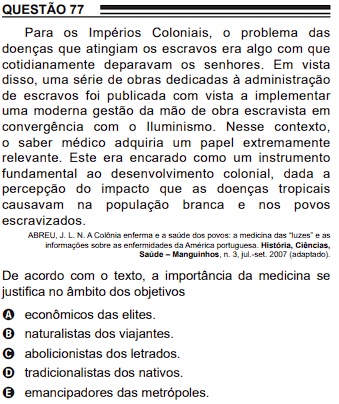 QUESTÃO 77
Para os Impérios Coloniais, o problema das
doenças que atingiam os escravos era algo com que
cotidianamente deparavam os senhores. Em vista
disso, uma série de obras dedicadas à administração
de escravos foi publicada com vista a implementar
uma moderna gestão da mão de obra escravista em
convergência com o Iluminismo. Nesse contexto,
o saber médico adquiria um papel extremamente
relevante. Este era encarado como um instrumento
fundamental ao desenvolvimento colonial, dada a
percepção do impacto que as doenças tropicais
causavam na população branca e nos povos
escravizados.
ABREU, J. L. N. A Colônia enferma e a saúde dos povos: a medicina das “luzes” e as
informações sobre as enfermidades da América portuguesa. História, Ciências,
Saúde – Manguinhos, n. 3, jul.-set. 2007 (adaptado).
De acordo com o texto, a importância da medicina se
justifica no âmbito dos objetivos
A econômicos das elites.
B naturalistas dos viajantes.
C abolicionistas dos letrados.
D tradicionalistas dos nativos.
E emancipadores das metrópoles.